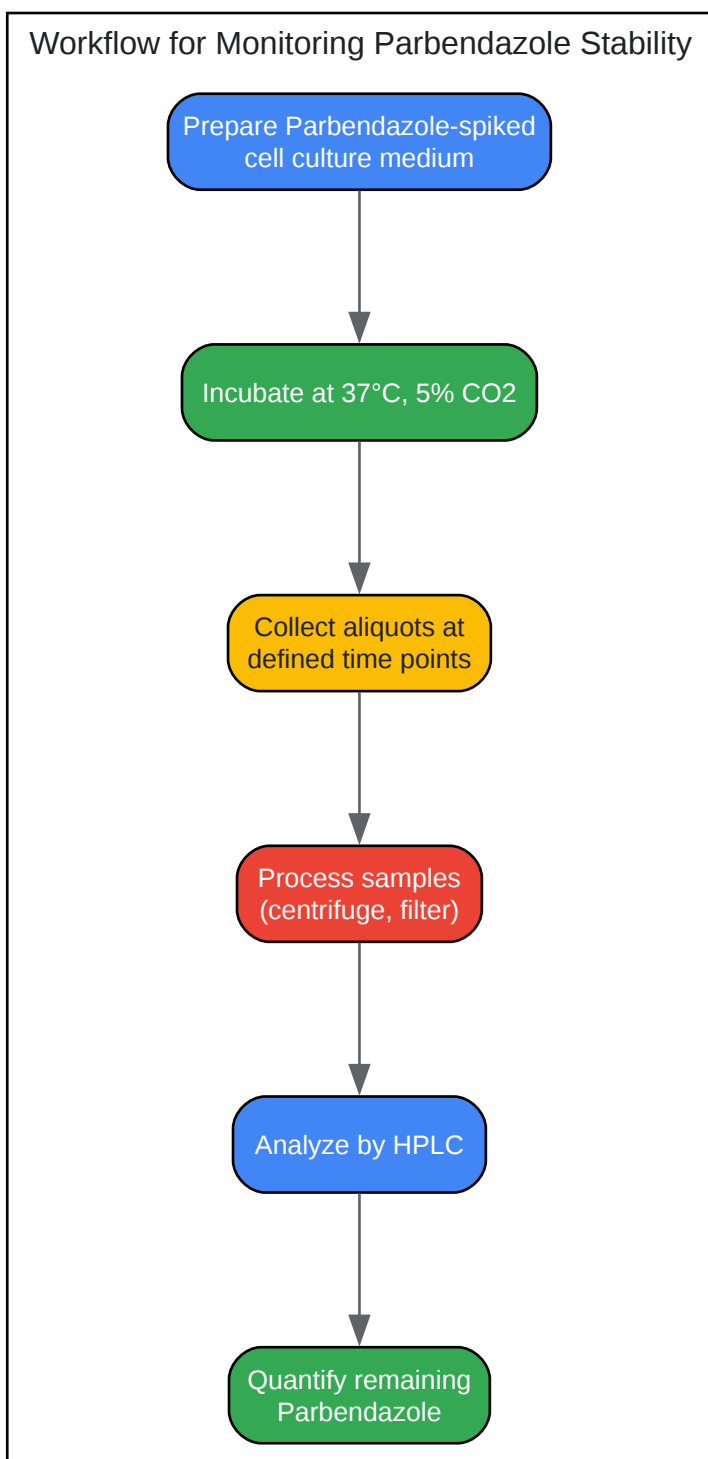 Workflow for Monitoring Parbendazole Stability
Prepare Parbendazole-spiked
cell culture medium
Incubate at 37°C, 5% CO2
Collect aliquots at
defined time points
Process samples
(centrifuge, filter)
Analyze by HPLC
Quantify remaining
Parbendazole